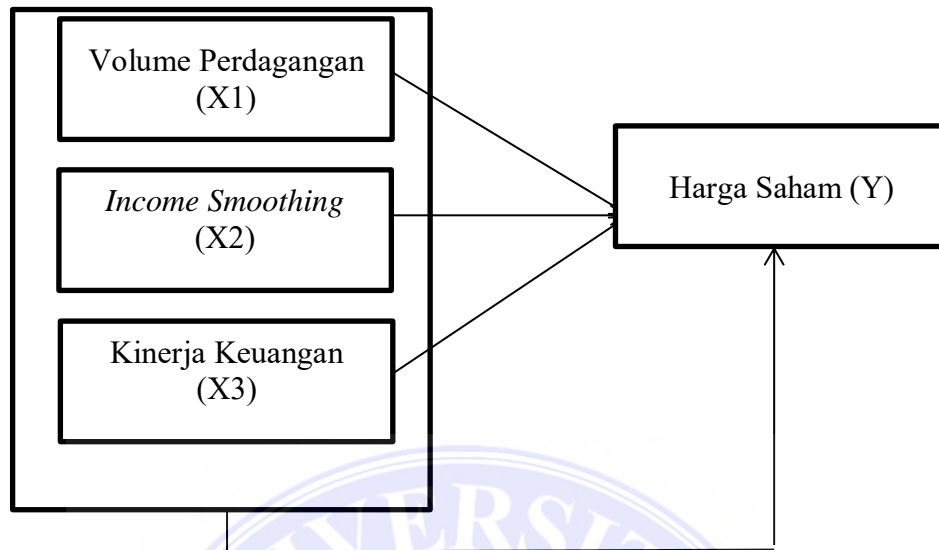 Volume Perdagangan
(X1)
Income Smoothing
(X2)
Kinerja Keuangan
(X3)
Harga Saham (Y)